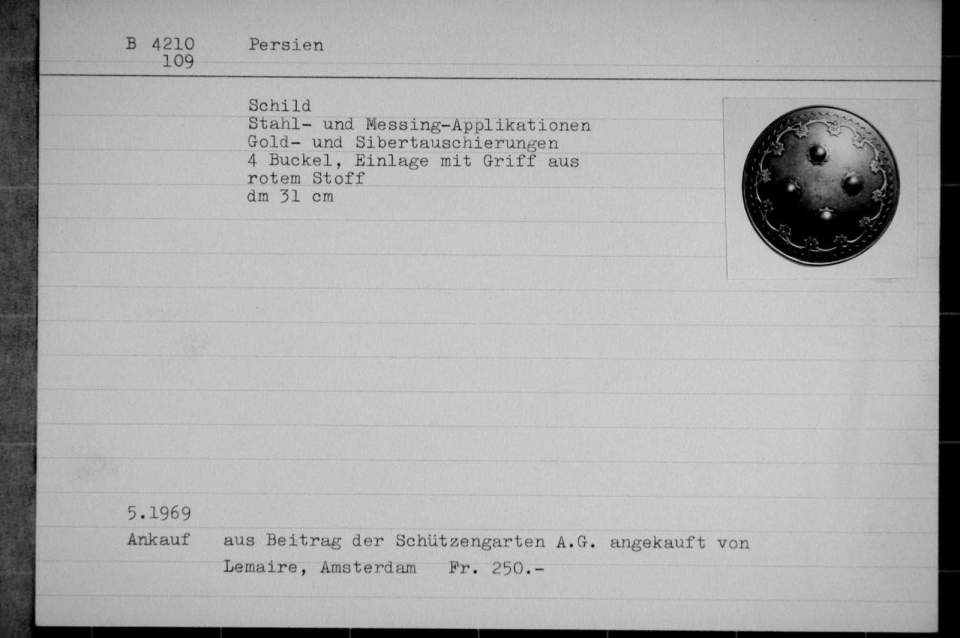 B 4210 Persien
109
Schild
Stahl- und Messing-Applikationen
Gold- und Sibertauschierungen
4 Buckel, Einlage mit Griff aus
rotem Stoff
dm 31 cm
5.1969
Ankauf aus Beitrag der Schützengarten A.G. angekauft von
Lemaire, Amsterdam Fr. 250.-